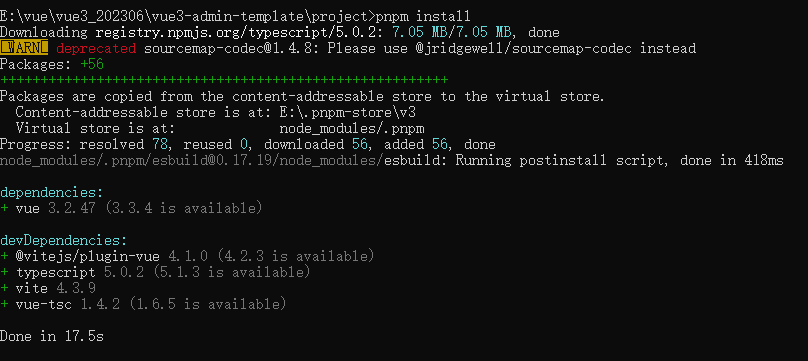 E:\vue\vue3_202306\vue3-admin-template\project>pnpm install
Downloading registry.npmjs.org/typescript/5.0.2: 7.05 MB/7.05 MB, done
 WARN  deprecated sourcemap-codec@1.4.8: Please use @jridgewell/sourcemap-codec instead
Packages: +56
++++++++++++++++++++++++++++++++++++++++++++++++++++++++
Packages are copied from the content-addressable store to the virtual store.
  Content-addressable store is at: E:\.pnpm-store\v3
  Virtual store is at:             node_modules/.pnpm
Progress: resolved 78, reused 0, downloaded 56, added 56, done
node_modules/.pnpm/esbuild@0.17.19/node_modules/esbuild: Running postinstall script, done in 418ms

dependencies:
+ vue 3.2.47 (3.3.4 is available)

devDependencies:
+ @vitejs/plugin-vue 4.1.0 (4.2.3 is available)
+ typescript 5.0.2 (5.1.3 is available)
+ vite 4.3.9
+ vue-tsc 1.4.2 (1.6.5 is available)

Done in 17.5s